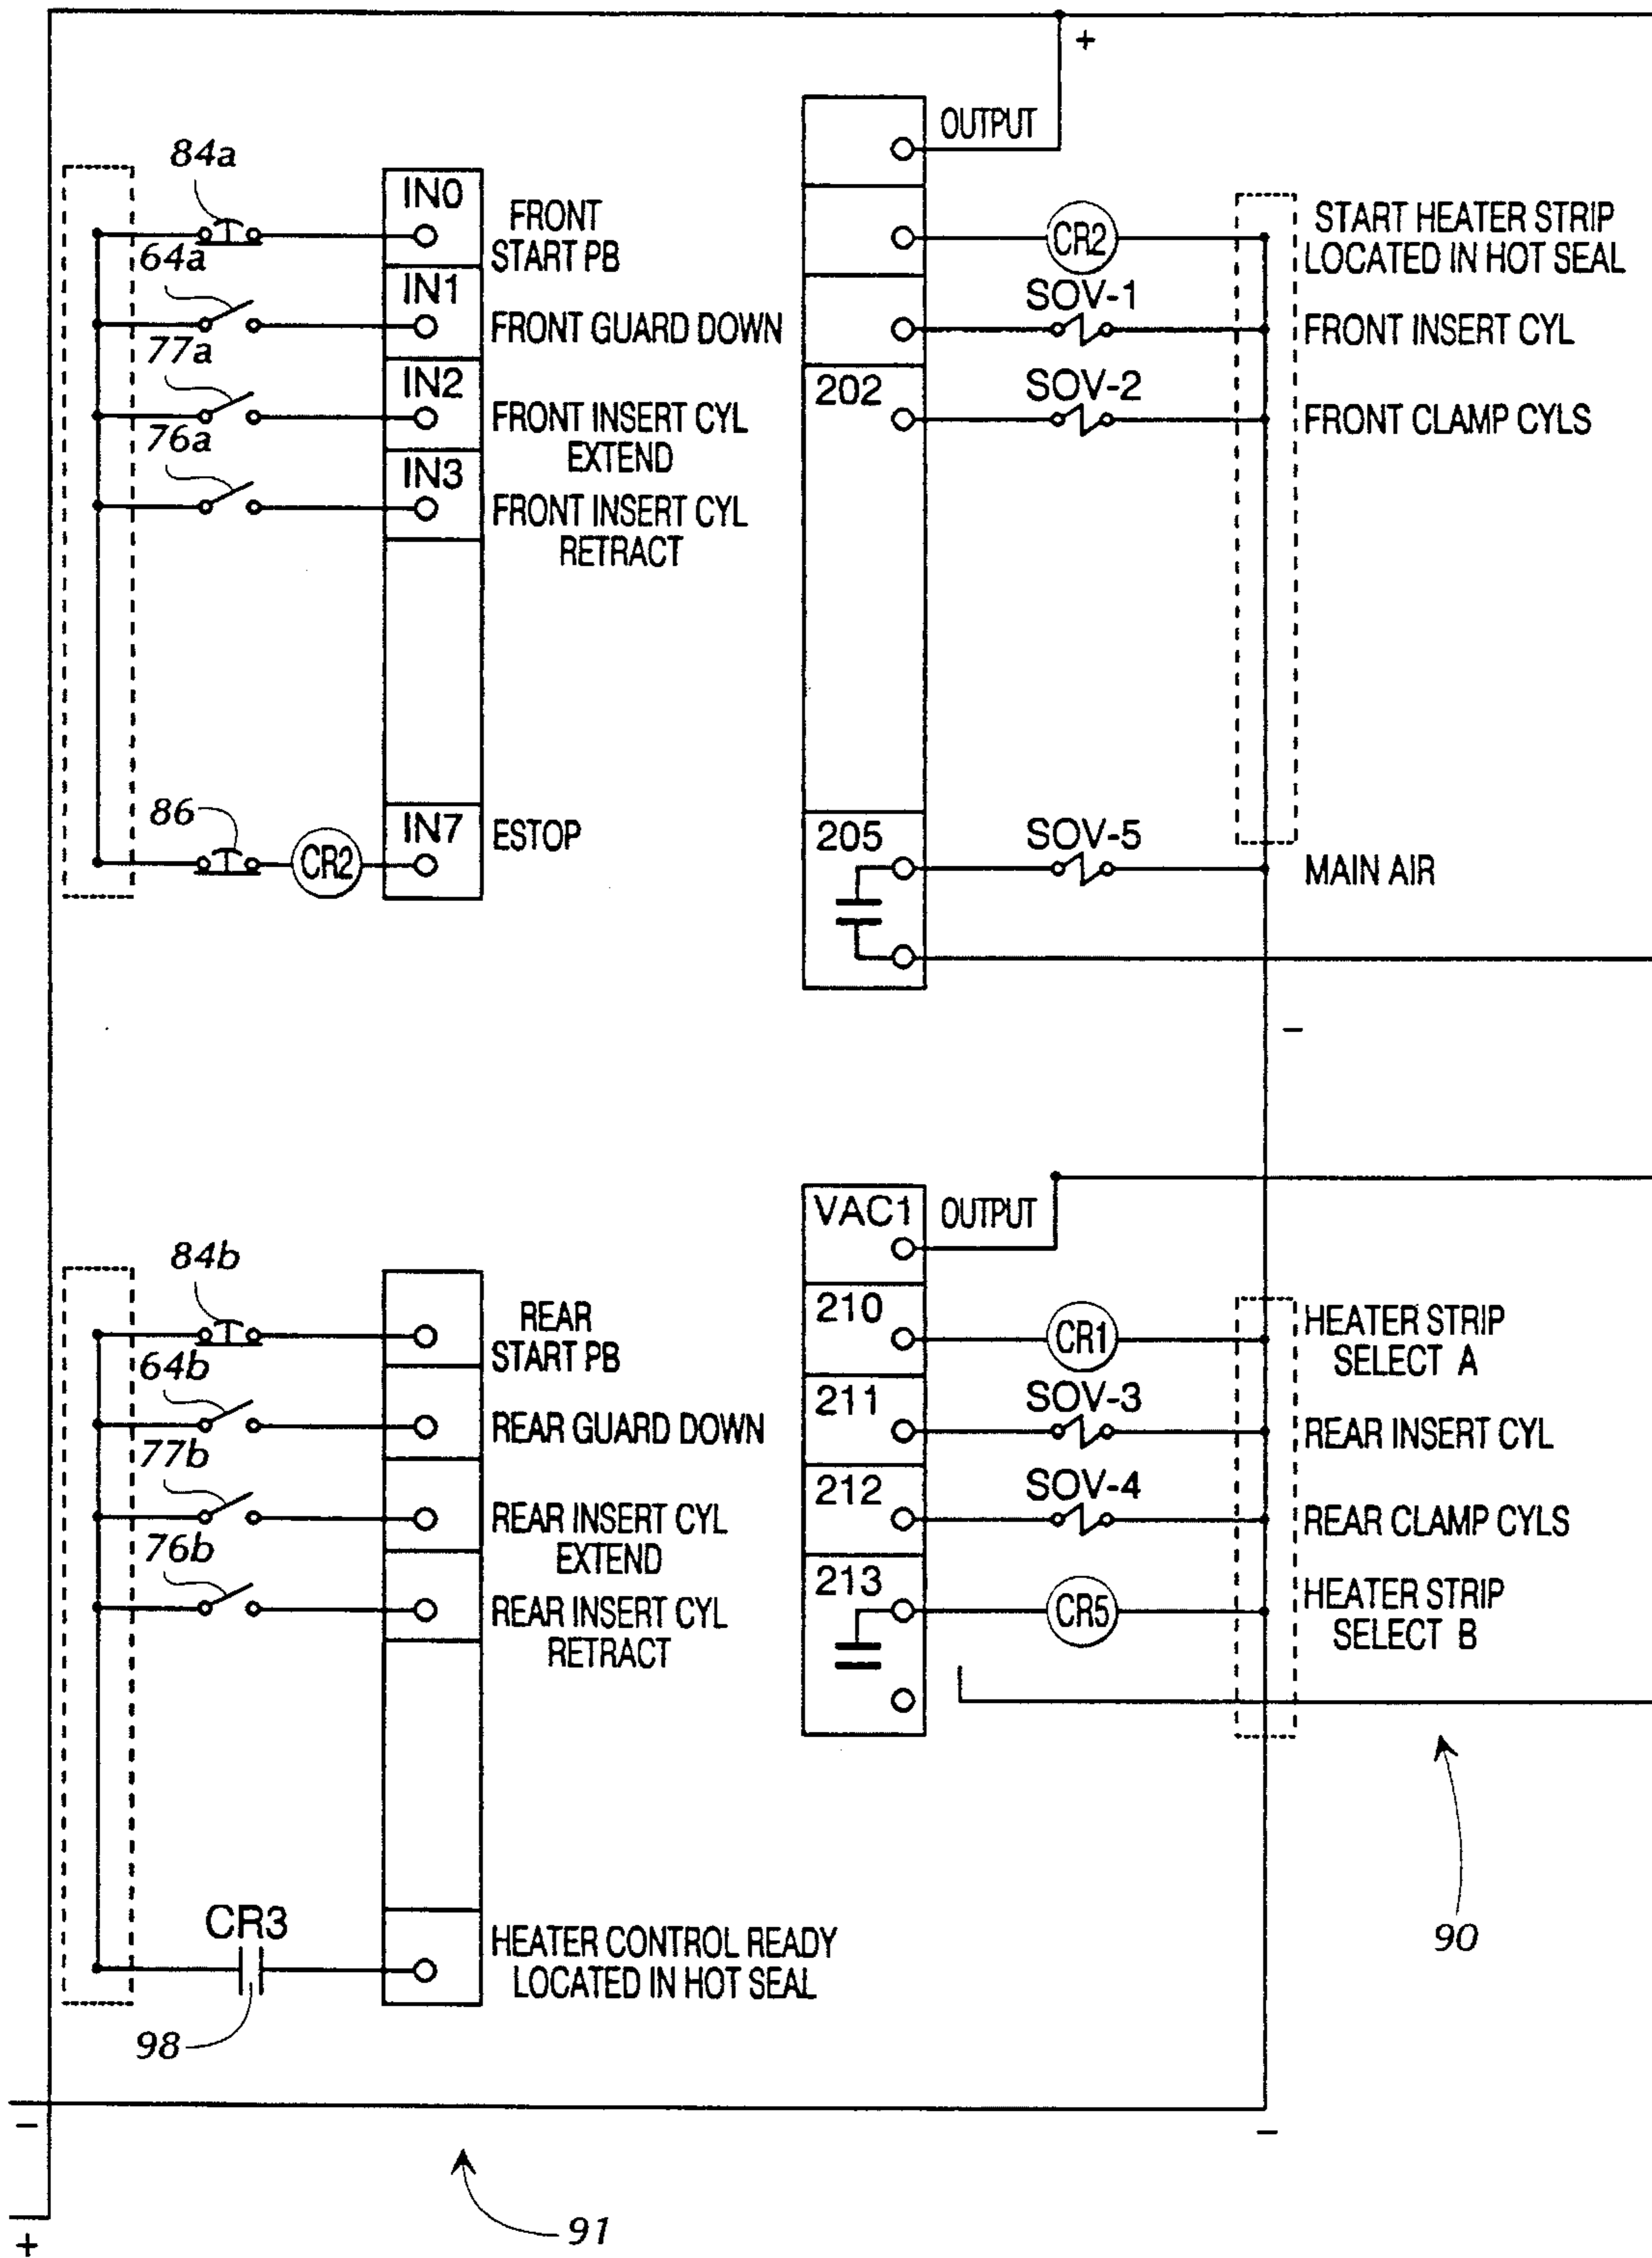 +
OUTPUT
84a
IN0
FRONT
START PB
CR2
START HEATER STRIP
LOCATED IN HOT SEAL
64a
IN1
FRONT GUARD DOWN
SOV-1
FRONT INSERT CYL
77a
IN2
FRONT INSERT CYL
EXTEND
202
SOV-2
FRONT CLAMP CYLS
76a
IN3
FRONT INSERT CYL
RETRACT
86
CR2
IN7
ESTOP
205
SOV-5
MAIN AIR
–
VAC1
OUTPUT
84b
REAR
START PB
210
CR1
HEATER STRIP
SELECT A
64b
REAR GUARD DOWN
211
SOV-3
REAR INSERT CYL
77b
REAR INSERT CYL
EXTEND
212
SOV-4
REAR CLAMP CYLS
76b
REAR INSERT CYL
RETRACT
213
CR5
HEATER STRIP
SELECT B
90
CR3
HEATER CONTROL READY
LOCATED IN HOT SEAL
98
–
–
91
+